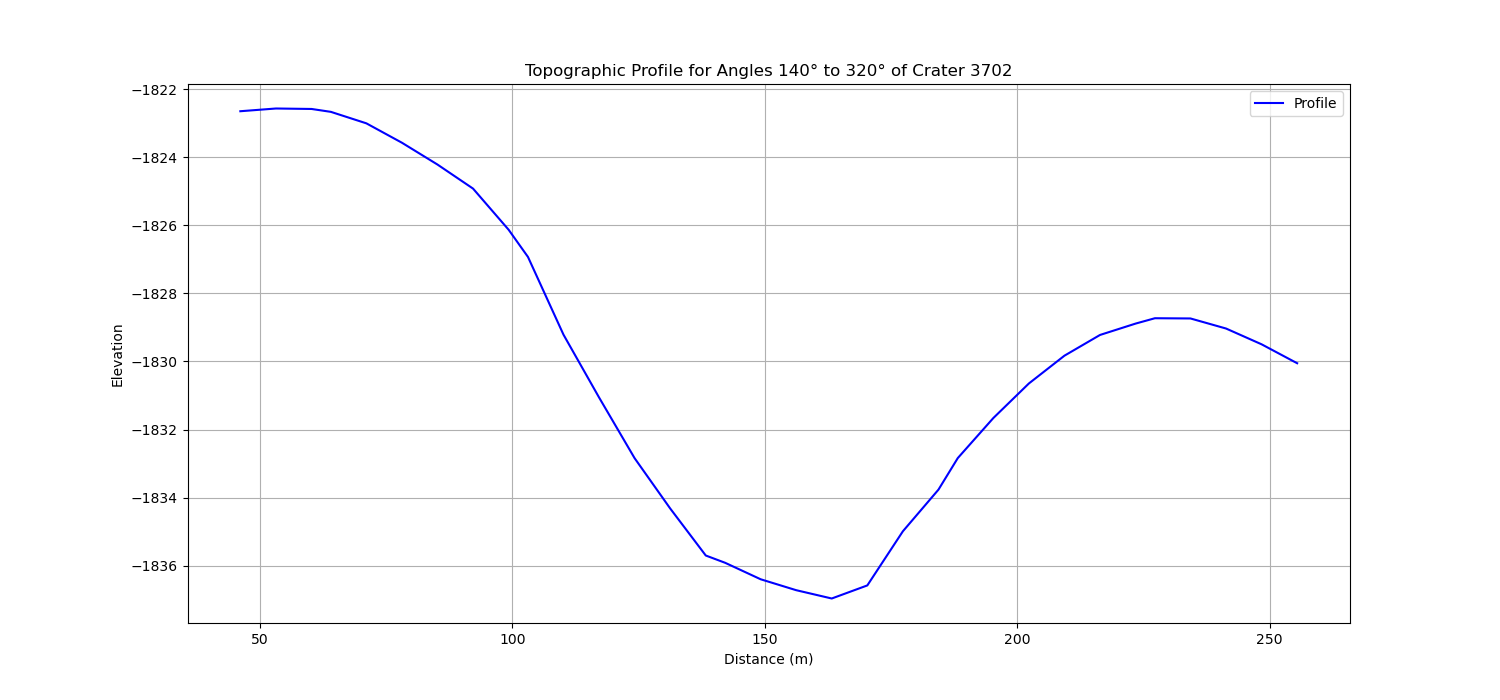 Topographic Profile for Angles 140° to 320° of Crater 3702
Profile
−1822
−1824
−1826
−1828
−1830
−1832
−1834
−1836
Elevation
50 100 150 200 250
Distance (m)